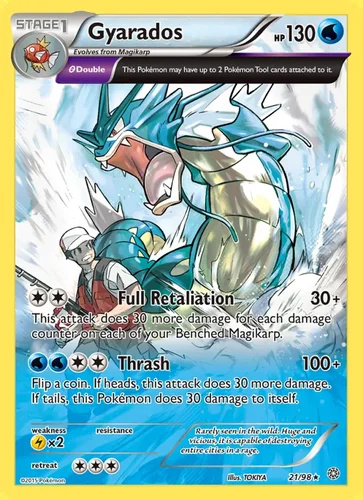 STAGE1
Gyarados
HP130
Evolves from Magikarp
Ω Double
This Pokémon may have up to 2 Pokémon Tool cards attached to it.
Full Retaliation 30+
This attack does 30 more damage for each damage
counter on each of your Benched Magikarp.
Thrash 100+
Flip a coin. If heads, this attack does 30 more damage.
If tails, this Pokémon does 30 damage to itself.
weakness resistance
×2
retreat
Rarely seen in the wild. Huge and
vicious, it is capable of destroying
entire cities in a rage.
©2015 Pokémon
Illus. TOKIYA
21/98★